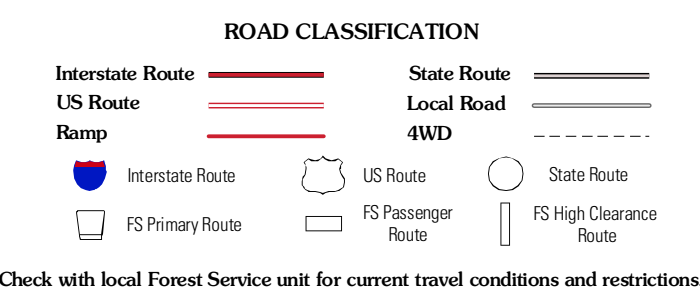 ROAD CLASSIFICATION
Interstate Route
State Route
US Route
Local Road
Ramp
4WD
Interstate Route
US Route
State Route
FS Primary Route
FS Passenger
Route
FS High Clearance
Route
Check with local Forest Service unit for current travel conditions and restrictions